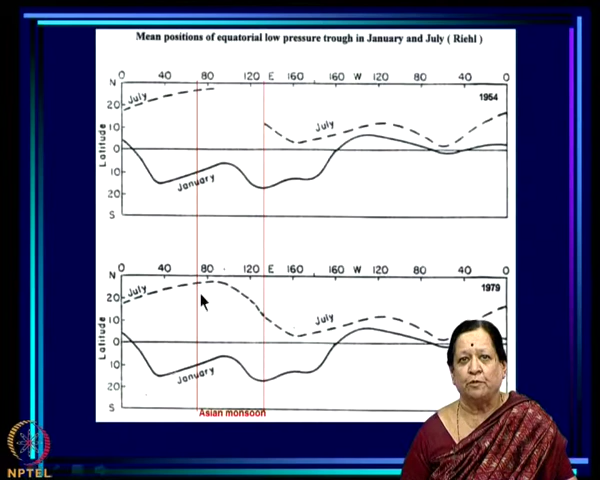 Mean positions of equatorial low pressure trough in January and July ( Riehl )
0 40 80 120 E 160 W 120 80 40 0
N
20
10
0
10
20
S
Latitude
July
July
January
1954
0 40 80 120 E 160 W 120 80 40 0
N
20
10
0
10
20
S
Latitude
July
July
January
1979
Asian monsoon
NPTEL